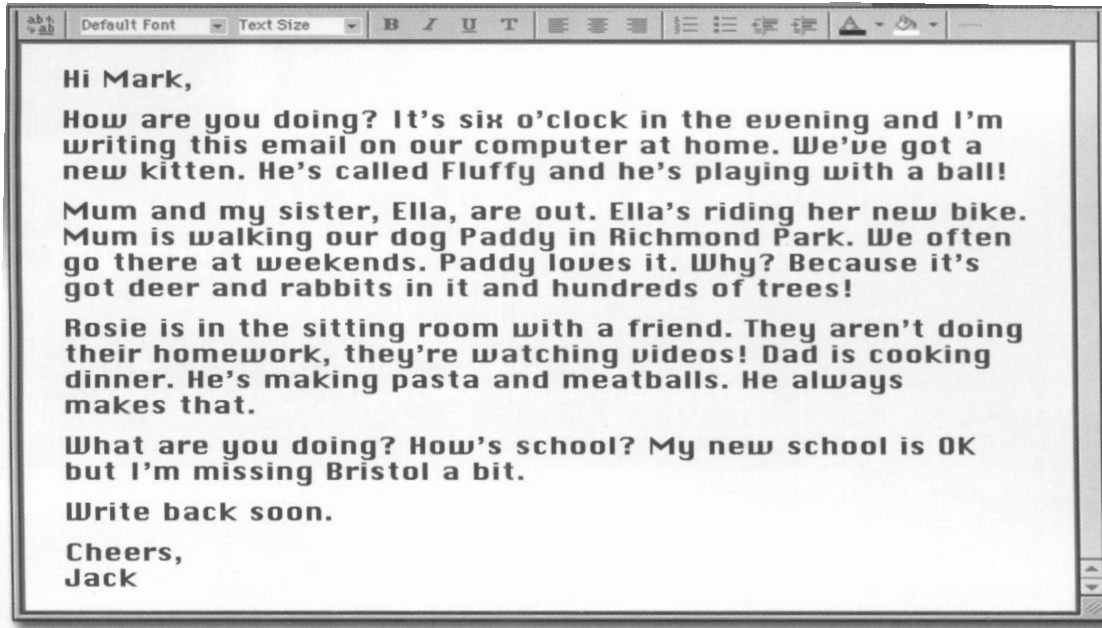 Default Font Text Size B I U T A
Hi Mark,
How are you doing? It's six o'clock in the evening and I'm
writing this email on our computer at home. We've got a
new kitten. He's called Fluffy and he's playing with a ball!
Mum and my sister, Ella, are out. Ella's riding her new bike.
Mum is walking our dog Paddy in Richmond Park. We often
go there at weekends. Paddy loves it. Why? Because it's
got deer and rabbits in it and hundreds of trees!
Rosie is in the sitting room with a friend. They aren't doing
their homework, they're watching videos! Dad is cooking
dinner. He's making pasta and meatballs. He always
makes that.
What are you doing? How's school? My new school is OK
but I'm missing Bristol a bit.
Write back soon.
Cheers,
Jack